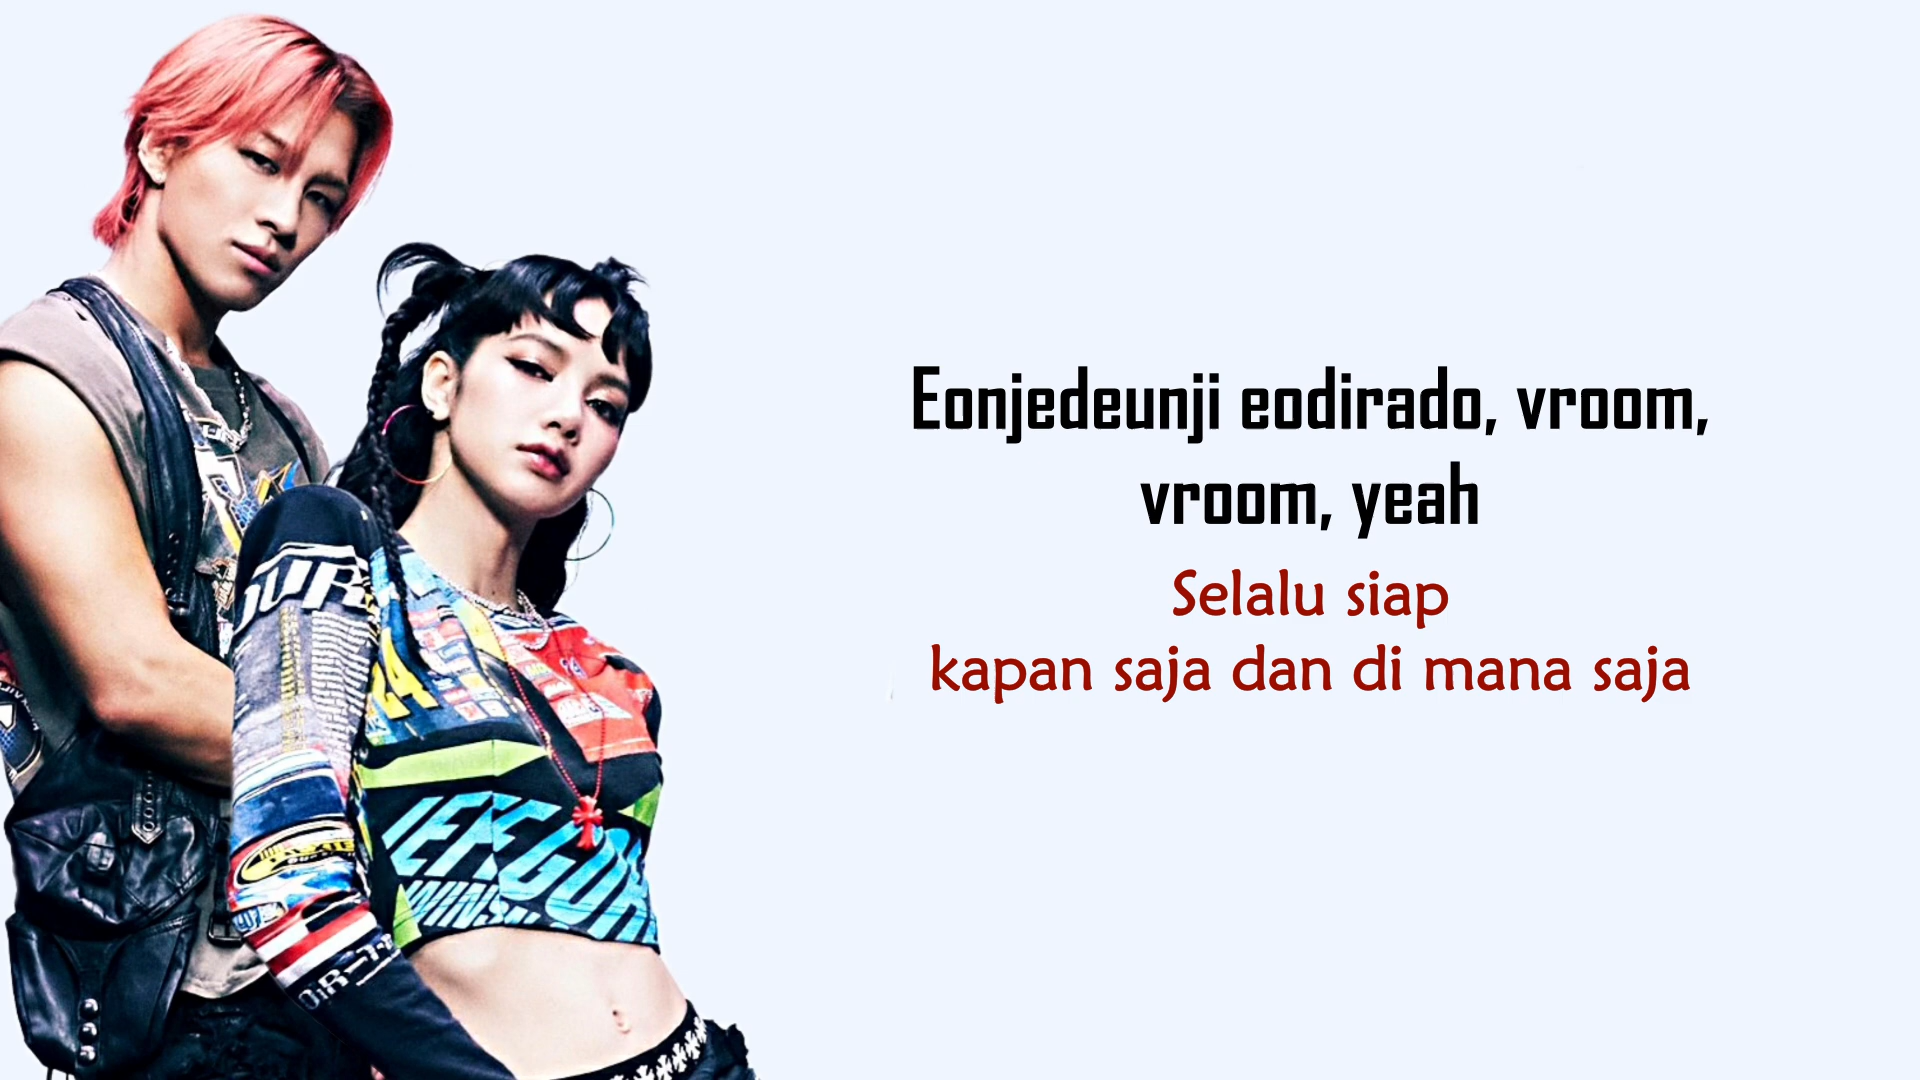 Eonjedeunji eodirado, vroom,
vroom, yeah
Selalu siap
kapan saja dan di mana saja